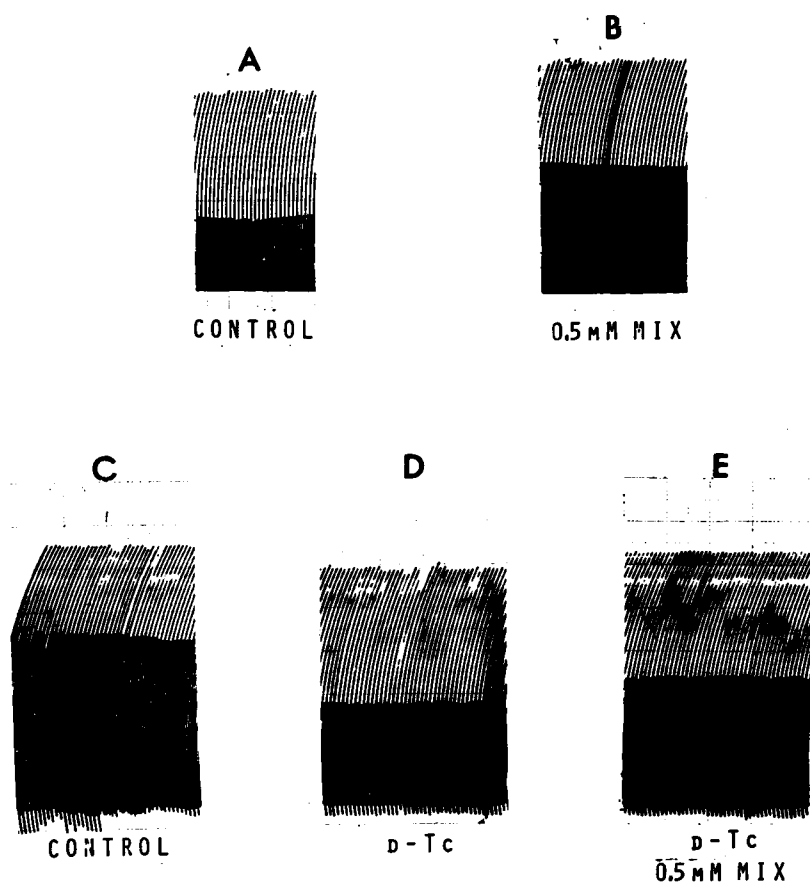 A
B
CONTROL
0.5 mM MIX
C
D
E
CONTROL
D-Tc
D-Tc
0.5 mM MIX